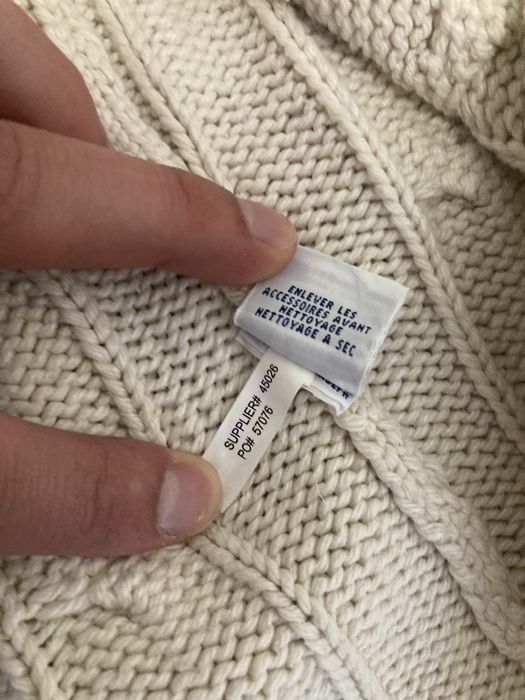 ENLEVER LES
ACCESSOIRES AVANT
NETTOYAGE
NETTOYAGE A SEC
SUPPLIER# 45026
PO# 57076